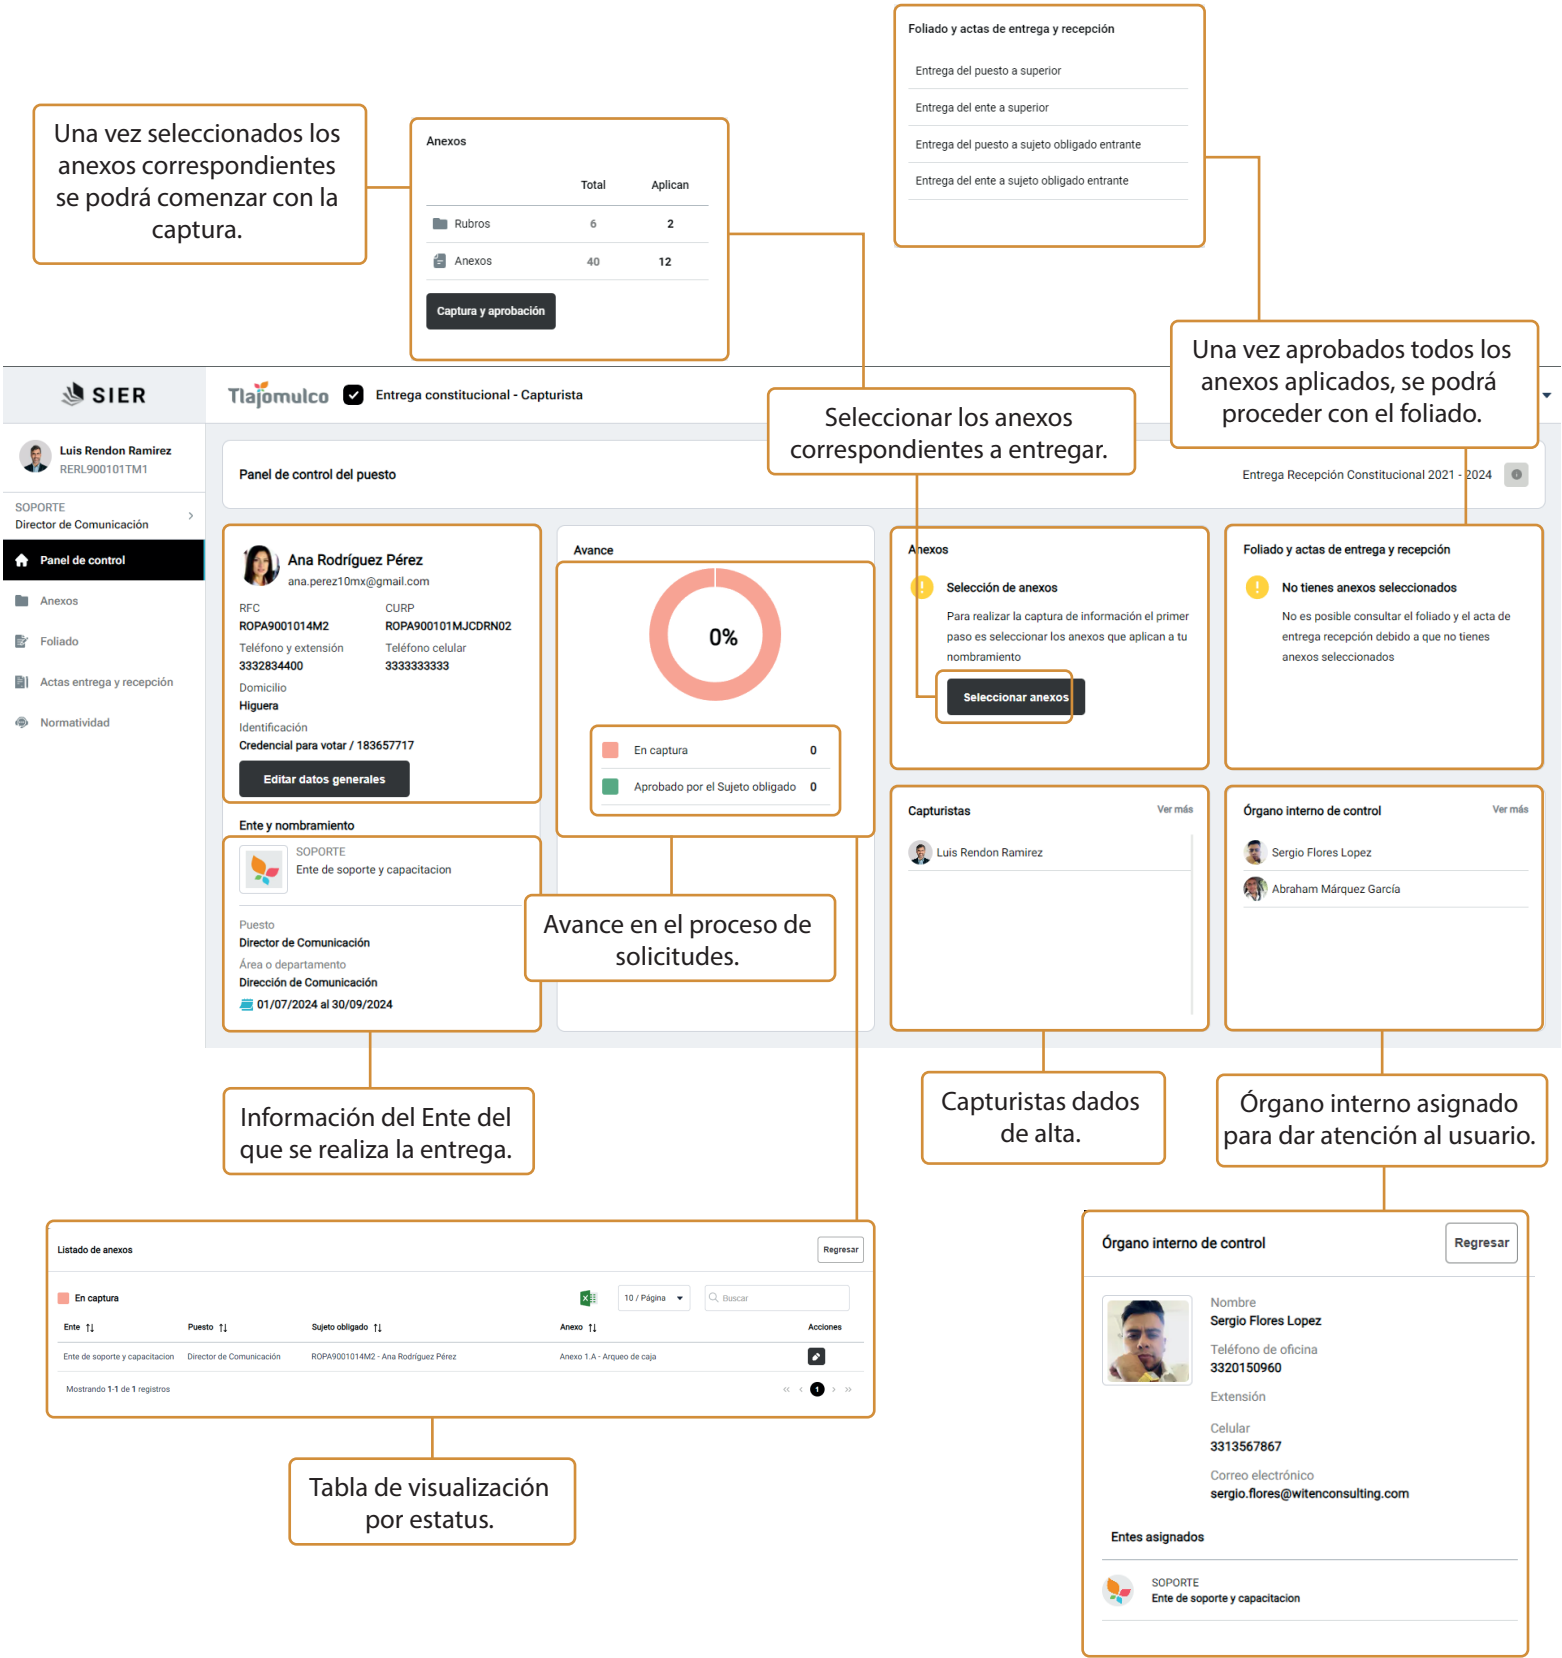 Foliado y actas de entrega y recepción
Entrega del puesto a superior
Entrega del ente a superior
Entrega del puesto a sujeto obligado entrante
Entrega del ente a sujeto obligado entrante
Una vez seleccionados los
anexos correspondientes
se podrá comenzar con la
captura.
Anexos
Total Aplican
Rubros 6 2
Anexos 40 12
Captura y aprobación
Una vez aprobados todos los
anexos aplicados, se podrá
proceder con el foliado.
Seleccionar los anexos
correspondientes a entregar.
SIER
Tlajomulco
Entrega constitucional - Capturista
Luis Rendon Ramirez
RERL900101TM1
SOPORTE
Director de Comunicación
Panel de control
Anexos
Foliado
Actas entrega y recepción
Normatividad
Panel de control del puesto
Entrega Recepción Constitucional 2021 - 2024
Ana Rodríguez Pérez
ana.perez10mx@gmail.com
RFC CURP
ROPA9001014M2 ROPA900101MJCDRN02
Teléfono y extensión Teléfono celular
3332834400 3333333333
Domicilio
Higuera
Identificación
Credencial para votar / 183657717
Editar datos generales
Ente y nombramiento
SOPORTE
Ente de soporte y capacitacion
Puesto
Director de Comunicación
Área o departamento
Dirección de Comunicación
01/07/2024 al 30/09/2024
Avance
0%
En captura 0
Aprobado por el Sujeto obligado 0
Avance en el proceso de
solicitudes.
Anexos
Selección de anexos
Para realizar la captura de información el primer
paso es seleccionar los anexos que aplican a tu
nombramiento
Seleccionar anexos
Foliado y actas de entrega y recepción
No tienes anexos seleccionados
No es posible consultar el foliado y el acta de
entrega recepción debido a que no tienes
anexos seleccionados
Capturistas Ver más
Luis Rendon Ramirez
Órgano interno de control Ver más
Sergio Flores Lopez
Abraham Márquez García
Información del Ente del
que se realiza la entrega.
Capturistas dados
de alta.
Órgano interno asignado
para dar atención al usuario.
Listado de anexos Regresar
En captura 10 / Página Buscar
Ente Puesto Sujeto obligado Anexo Acciones
Ente de soporte y capacitacion Director de Comunicación ROPA9001014M2 - Ana Rodríguez Pérez Anexo 1.A - Arqueo de caja
Mostrando 1-1 de 1 registros « ‹ 1 › »
Tabla de visualización
por estatus.
Órgano interno de control Regresar
Nombre
Sergio Flores Lopez
Teléfono de oficina
3320150960
Extensión
Celular
3313567867
Correo electrónico
sergio.flores@witenconsulting.com
Entes asignados
SOPORTE
Ente de soporte y capacitacion